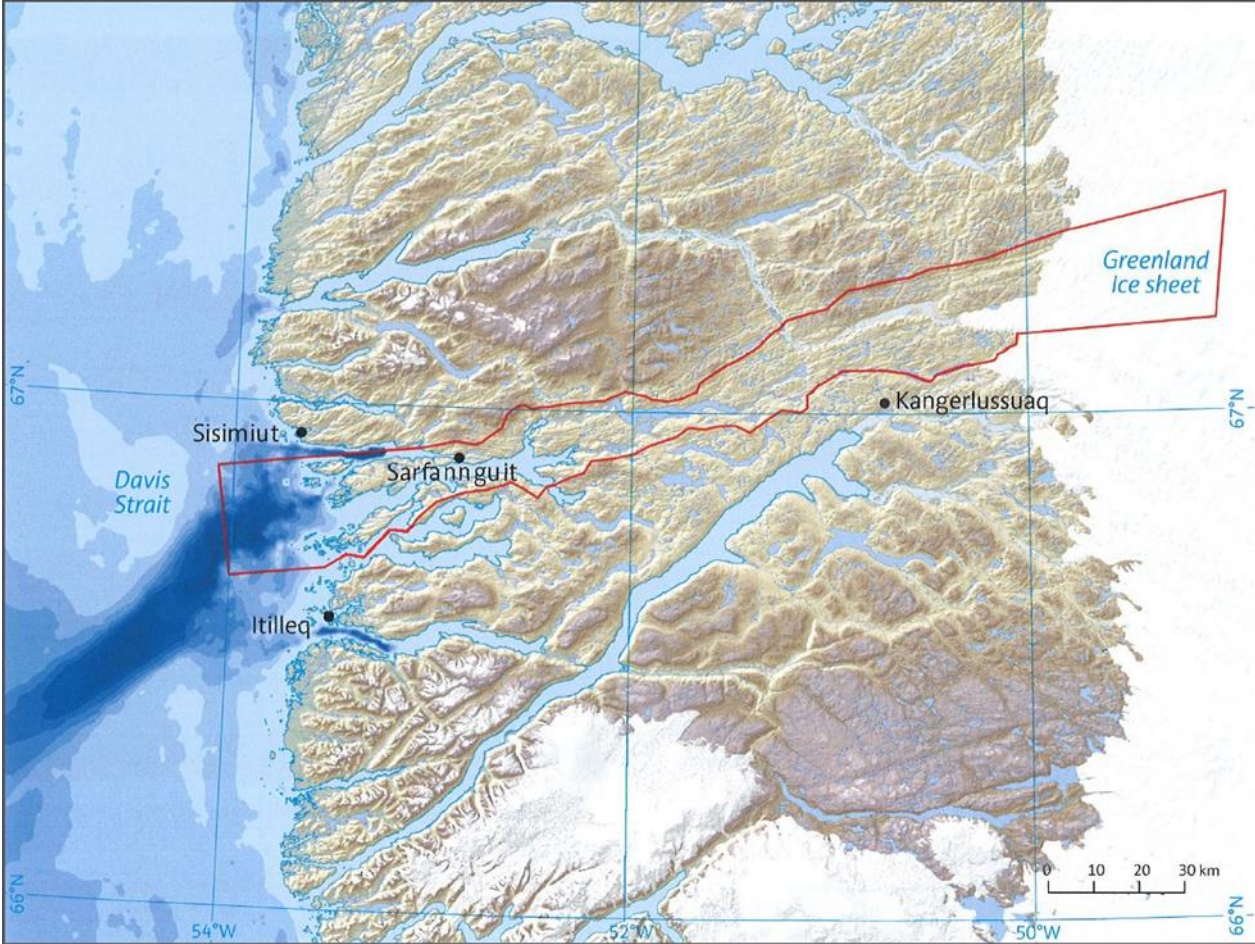 Greenland
Ice sheet
67°N
Kangerlussuaq
67°N
Sisimiut
Sarfannguit
Davis
Strait
Itilleq
0 10 20 30 km
66°N
66°N
54°W
52°W
50°W